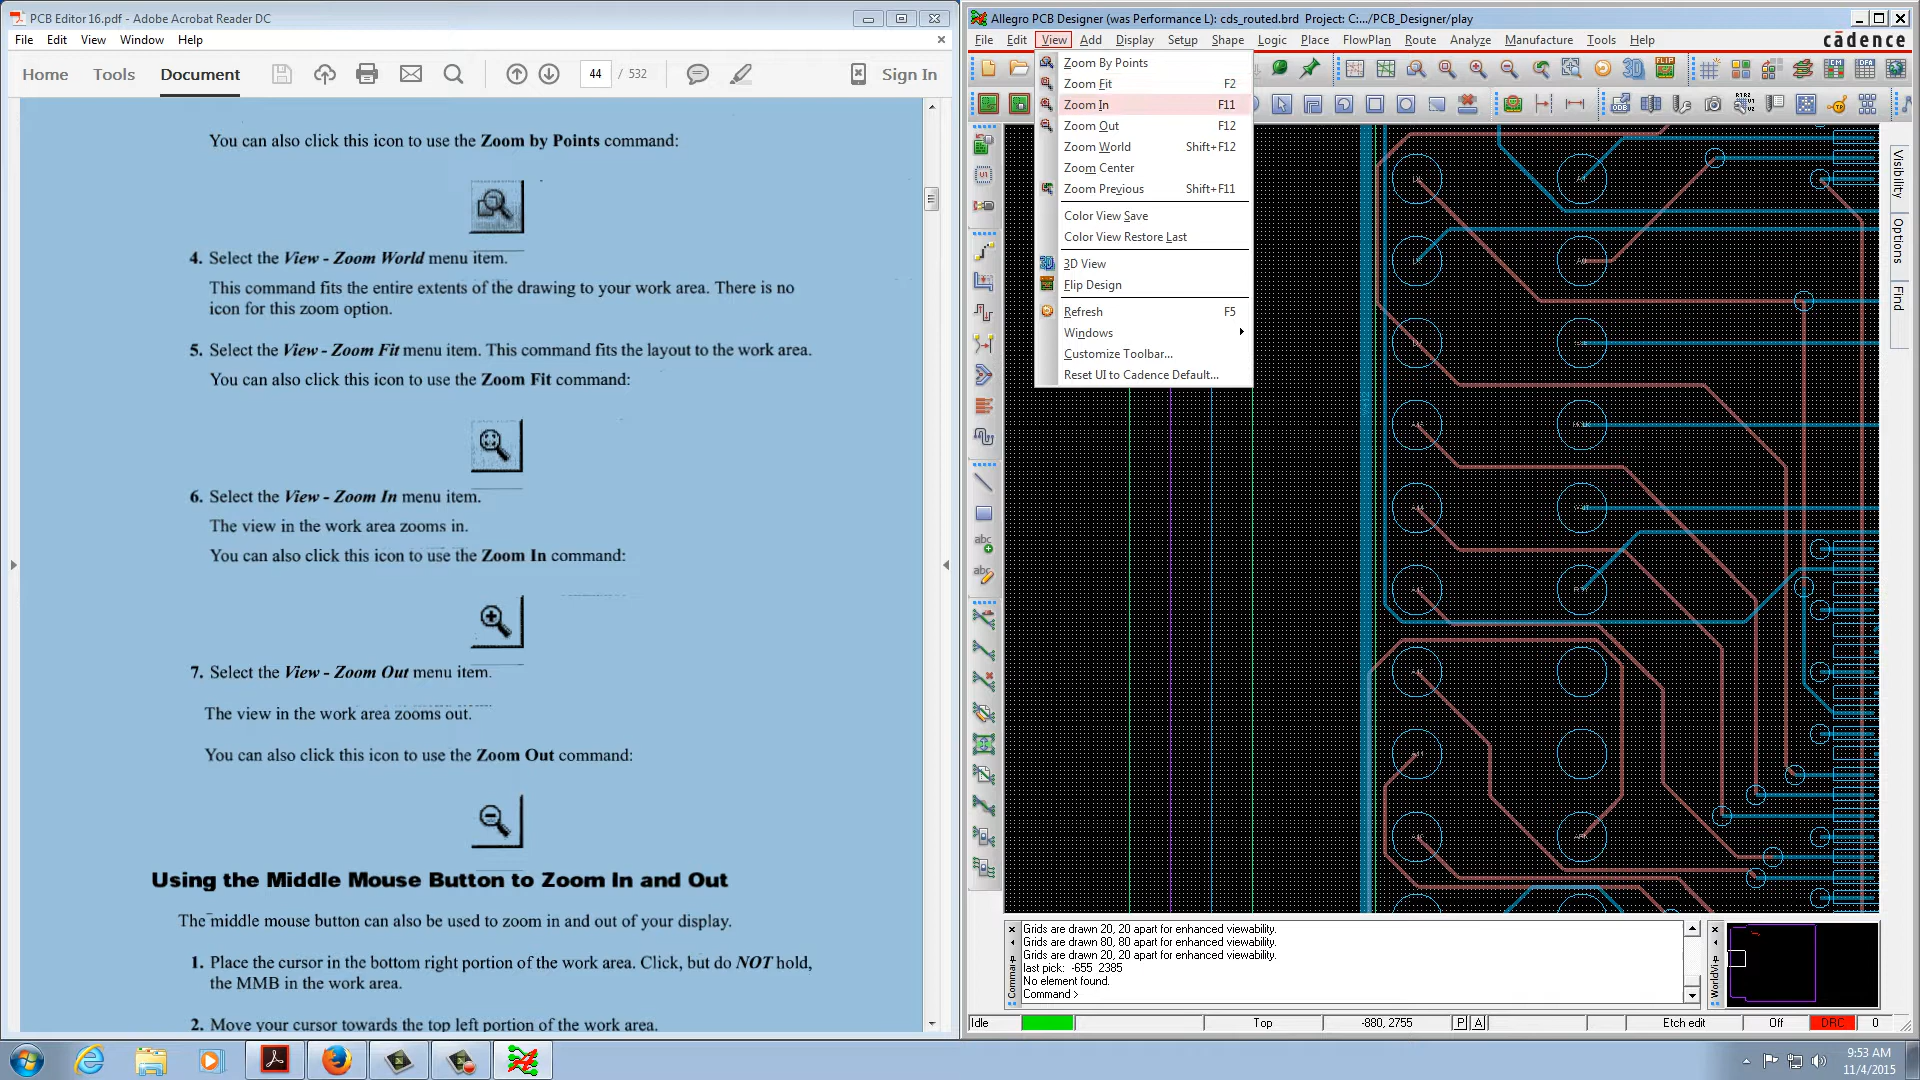 PCB Editor 16.pdf - Adobe Acrobat Reader DC
File Edit View Window Help
Home Tools Document 44 / 532 Sign In
You can also click this icon to use the Zoom by Points command:
4. Select the View - Zoom World menu item.
This command fits the entire extents of the drawing to your work area. There is no
icon for this zoom option.
5. Select the View - Zoom Fit menu item. This command fits the layout to the work area.
You can also click this icon to use the Zoom Fit command:
6. Select the View - Zoom In menu item.
The view in the work area zooms in.
You can also click this icon to use the Zoom In command:
7. Select the View - Zoom Out menu item.
The view in the work area zooms out.
You can also click this icon to use the Zoom Out command:
Using the Middle Mouse Button to Zoom In and Out
The middle mouse button can also be used to zoom in and out of your display.
1. Place the cursor in the bottom right portion of the work area. Click, but do NOT hold,
the MMB in the work area.
2. Move your cursor towards the top left portion of the work area.
Allegro PCB Designer (was Performance L): cds_routed.brd Project: C:.../PCB_Designer/play
File Edit View Add Display Setup Shape Logic Place FlowPlan Route Analyze Manufacture Tools Help
cādence
Zoom By Points
Zoom Fit F2
Zoom In F11
Zoom Out F12
Zoom World Shift+F12
Zoom Center
Zoom Previous Shift+F11
Color View Save
Color View Restore Last
3D View
Flip Design
Refresh F5
Windows
Customize Toolbar...
Reset UI to Cadence Default...
Visibility
Options
Find
Grids are drawn 20, 20 apart for enhanced viewability.
Grids are drawn 80, 80 apart for enhanced viewability.
Grids are drawn 20, 20 apart for enhanced viewability.
last pick: -655 2385
No element found.
Command >
Idle Top -880, 2755 P A Etch edit Off DRC 0
9:53 AM
11/4/2015